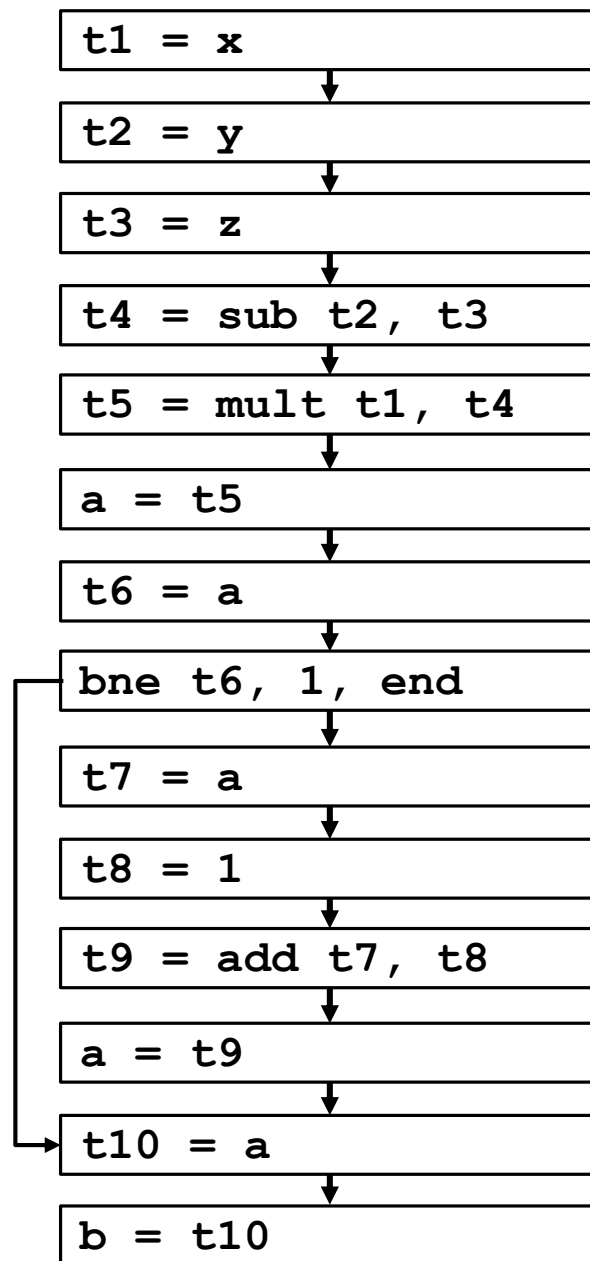 t1 = x
t2 = y
t3 = z
t4 = sub t2, t3
t5 = mult t1, t4
a = t5
t6 = a
bne t6, 1, end
t7 = a
t8 = 1
t9 = add t7, t8
a = t9
t10 = a
b = t10